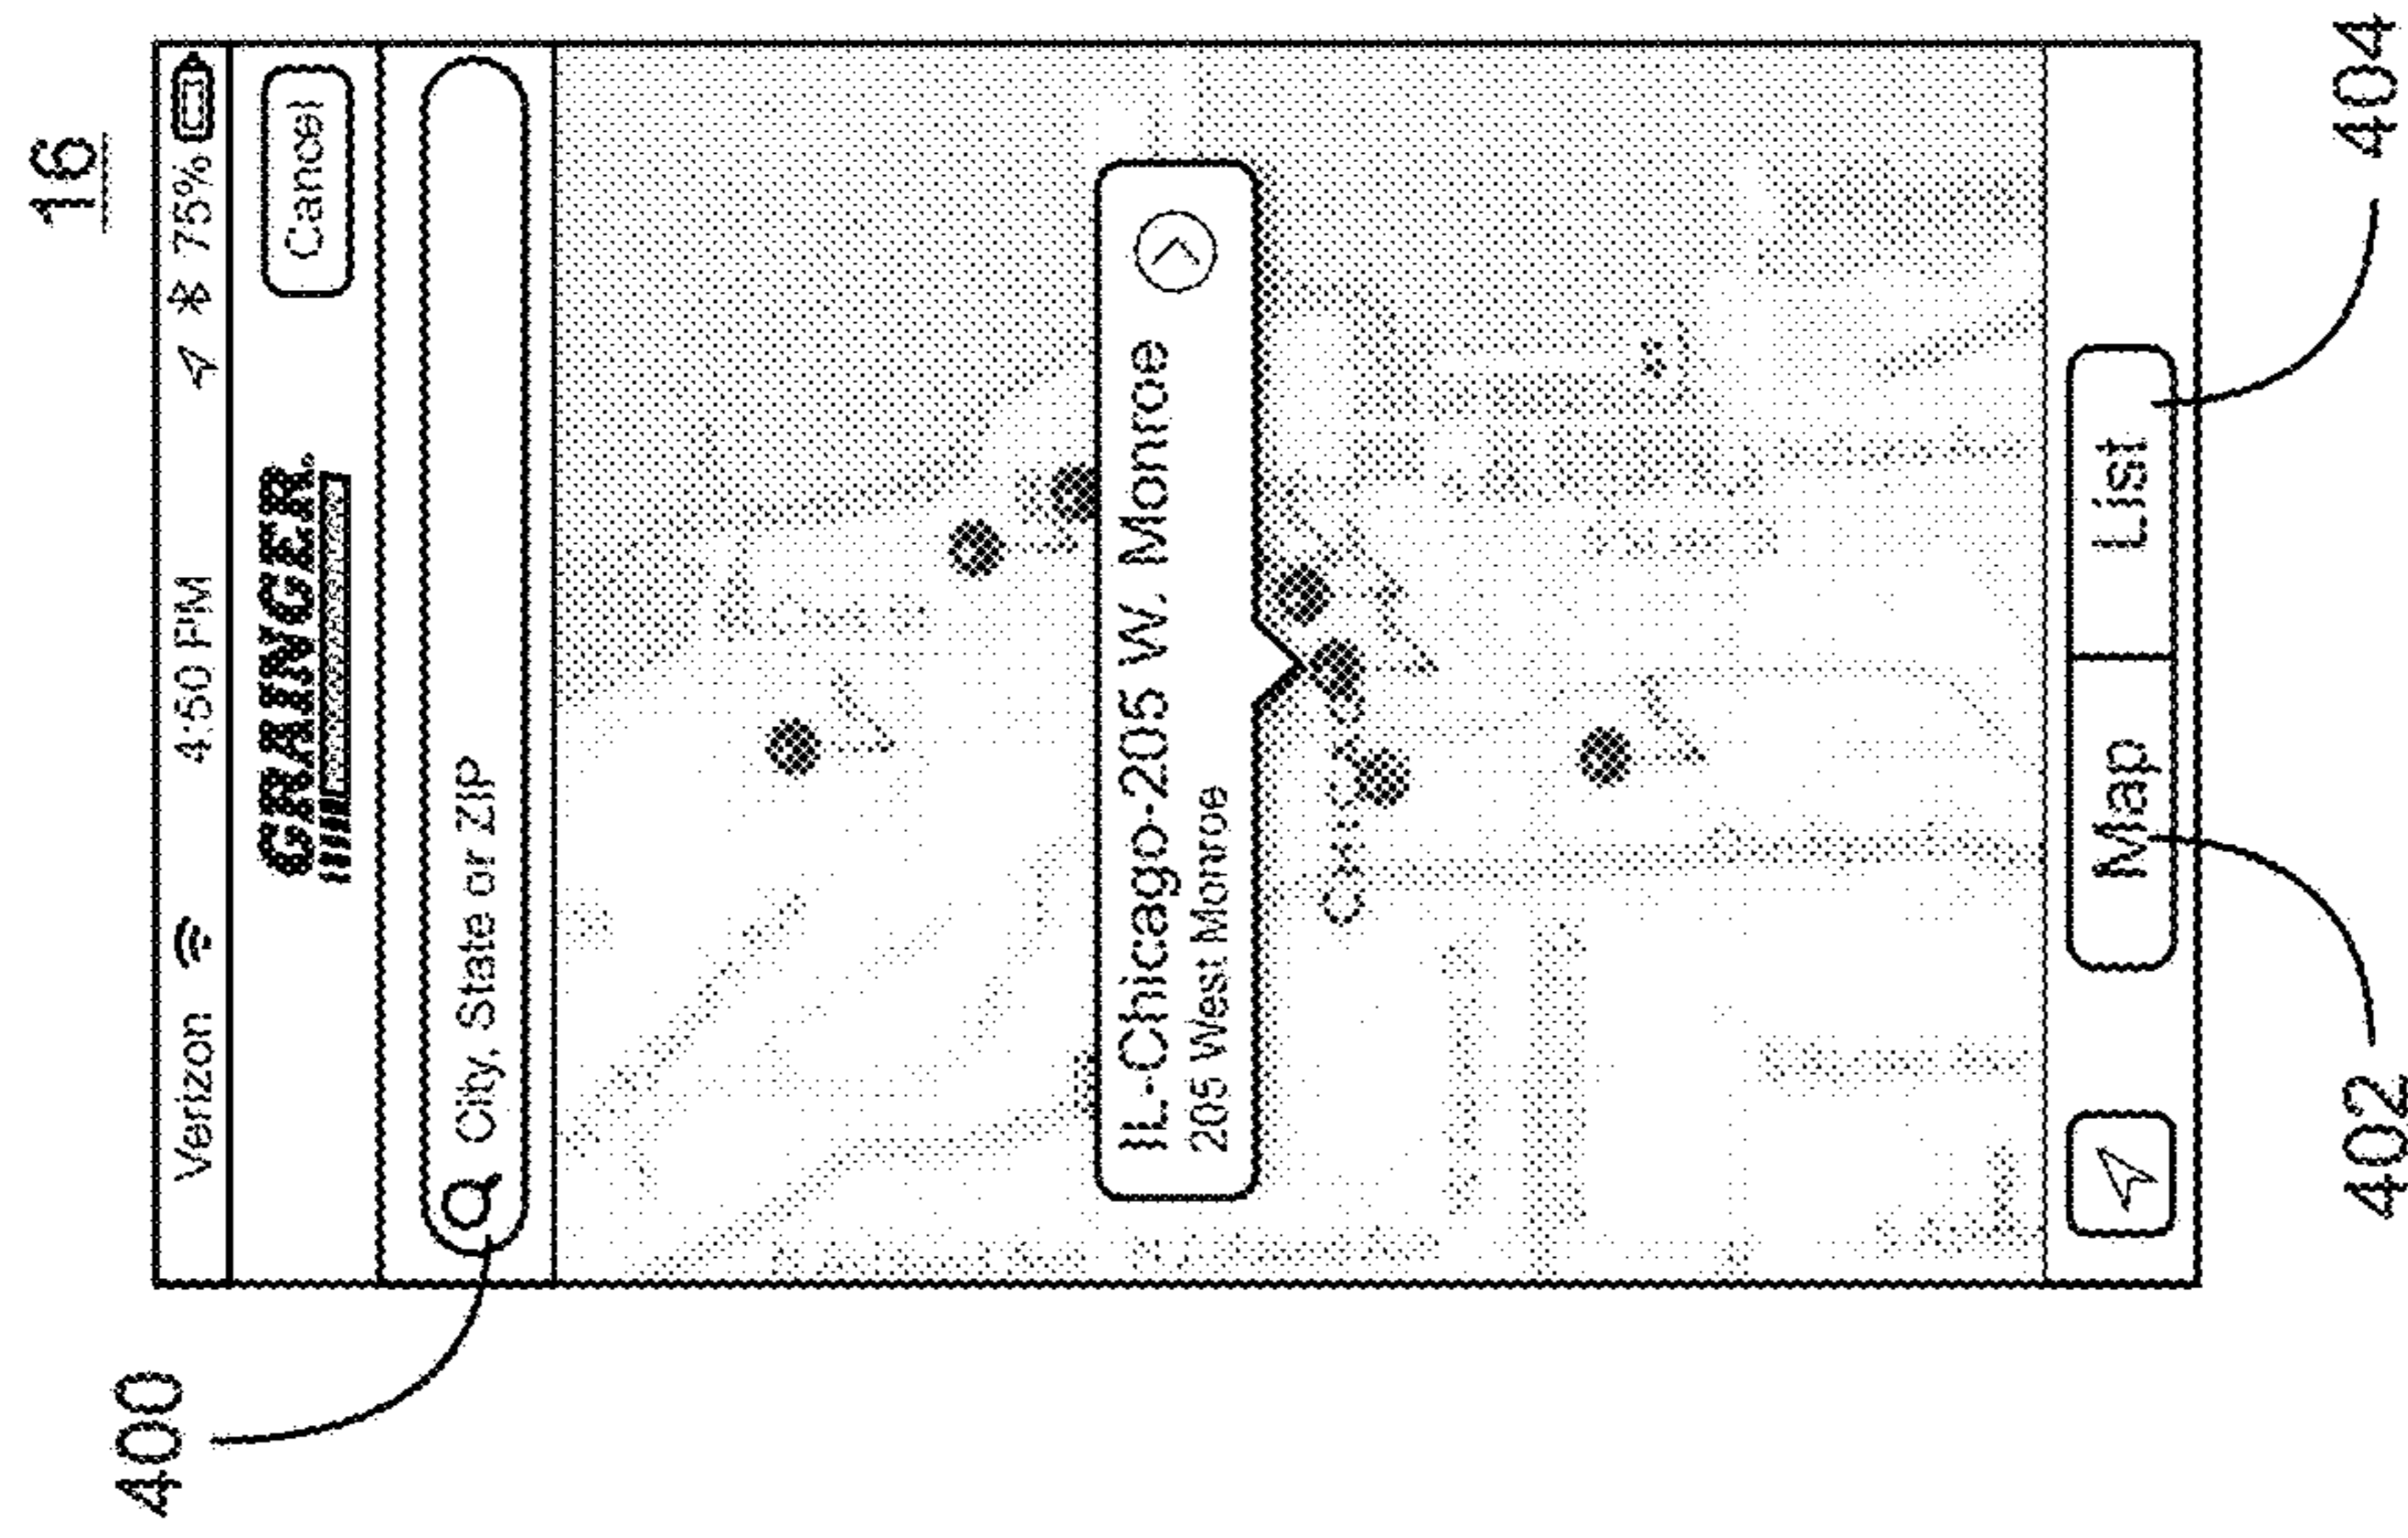 16
Verizon 4:50 PM 75%
GRAINGER.
Cancel
400
City, State or ZIP
IL-Chicago-205 W. Monroe
205 West Monroe
Map List
402 404